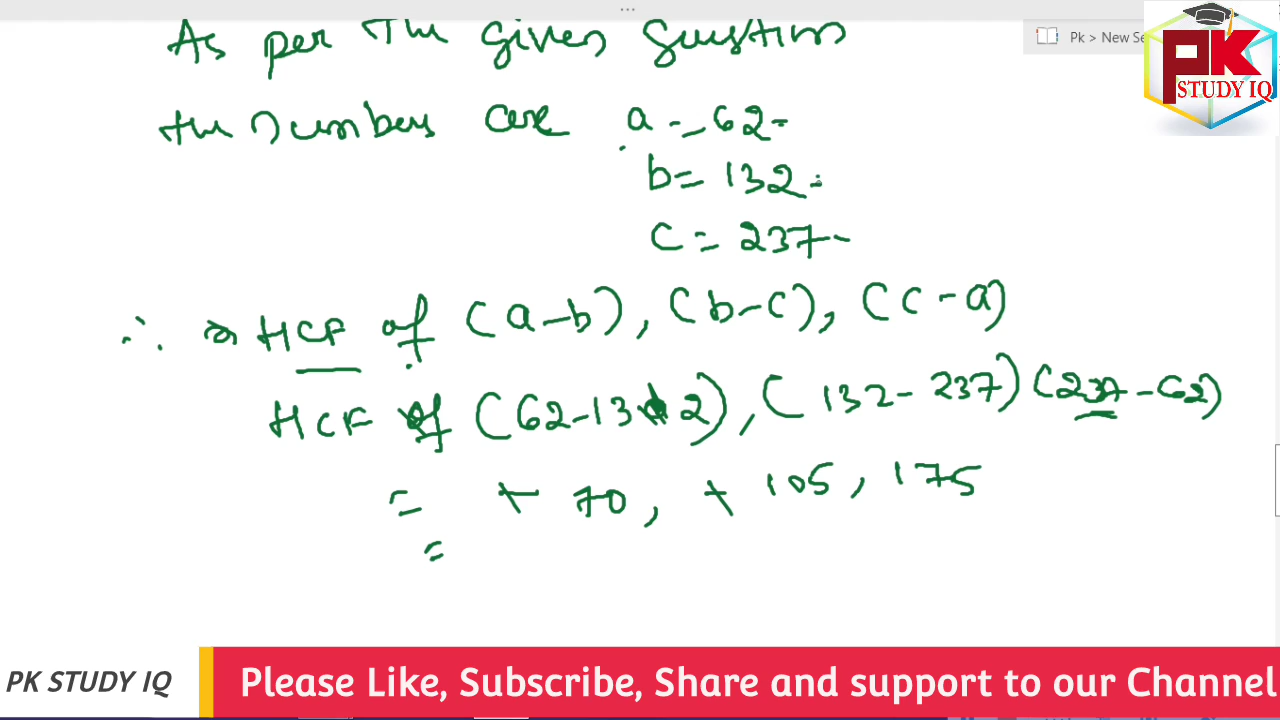 As per the given Question
Pk > New Se
PK
STUDY IQ
the numbers are a = 62
b = 132
c = 237
∴ ⇒ HCF of (a-b), (b-c), (c-a)
HCF of (62-132), (132-237) (237-62)
= + 70, + 105, 175
=
PK STUDY IQ
Please Like, Subscribe, Share and support to our Channel